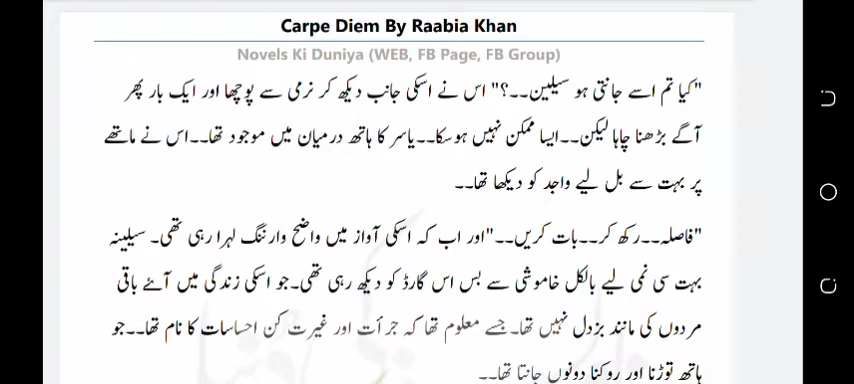 Carpe Diem By Raabia Khan
Novels Ki Duniya (WEB, FB Page, FB Group)
"کیا تم اسے جانتی ہو سیلین۔۔؟" اس نے اسکی جانب دیکھ کر نرمی سے پوچھا اور ایک بار پھر
آگے بڑھنا چاہا لیکن۔۔ایسا ممکن نہیں ہوسکا۔۔یاسر کا ہاتھ درمیان میں موجود تھا۔۔اس نے ماتھے
پر بہت سے بل لیے واجد کو دیکھا تھا۔۔
"فاصلہ۔۔رکھ کر۔۔بات کریں۔۔"اور اب کہ اسکی آواز میں واضح وارننگ لہرا رہی تھی۔ سیلینہ
بہت سی نمی لیے بالکل خاموشی سے بس اس گارڈ کو دیکھ رہی تھی۔جو اسکی زندگی میں آئے باقی
مردوں کی مانند بزدل نہیں تھا۔ جسے معلوم تھا کہ جرأت اور غیرت کن احساسات کا نام تھا۔۔جو
ہاتھ توڑنا اور روکنا دونوں جانتا تھا۔۔